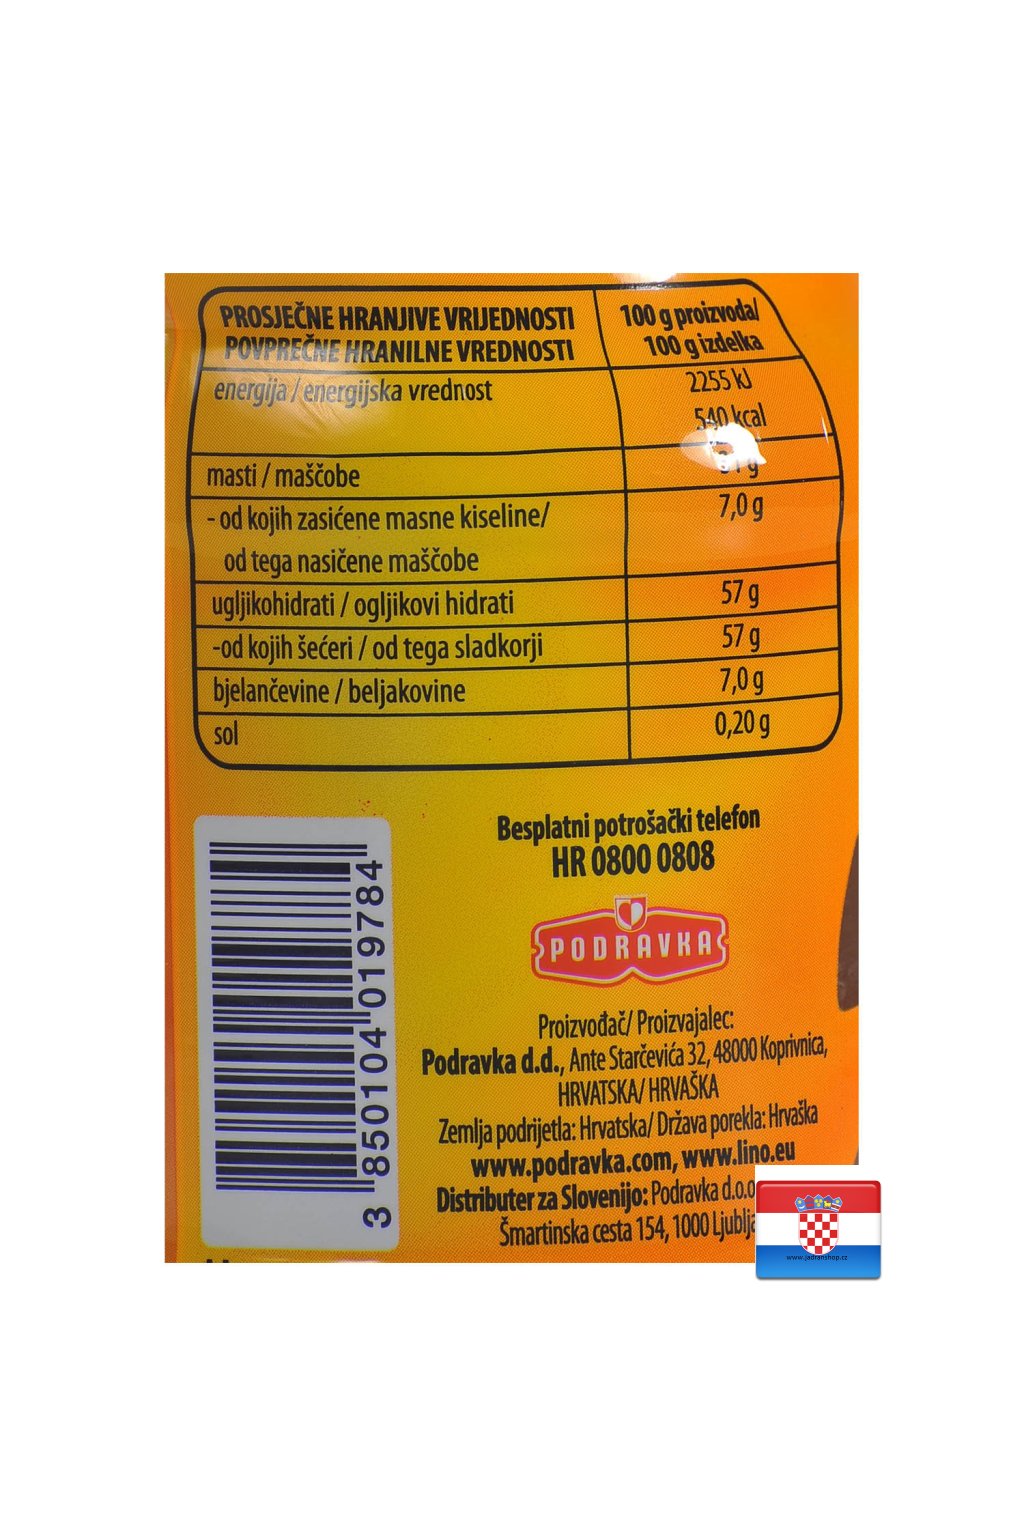 PROSJEČNE HRANJIVE VRIJEDNOSTI
POVPREČNE HRANILNE VREDNOSTI
100 g proizvoda/
100 g izdelka
energija / energijska vrednost
2255 kJ
540 kcal
masti / maščobe
g
- od kojih zasićene masne kiseline/
od tega nasičene maščobe
7,0 g
ugljikohidrati / ogljikovi hidrati
57 g
-od kojih šećeri / od tega sladkorji
57 g
bjelančevine / beljakovine
7,0 g
sol
0,20 g
Besplatni potrošački telefon
HR 0800 0808
PODRAVKA
Proizvođač/ Proizvajalec:
Podravka d.d., Ante Starčevića 32, 48000 Koprivnica,
HRVATSKA/ HRVAŠKA
Zemlja podrijetla: Hrvatska/ Država porekla: Hrvaška
www.podravka.com, www.lino.eu
Distributer za Slovenijo: Podravka d.o.o
Šmartinska cesta 154, 1000 Ljublja
3 850104 019784
www.jadranshop.cz